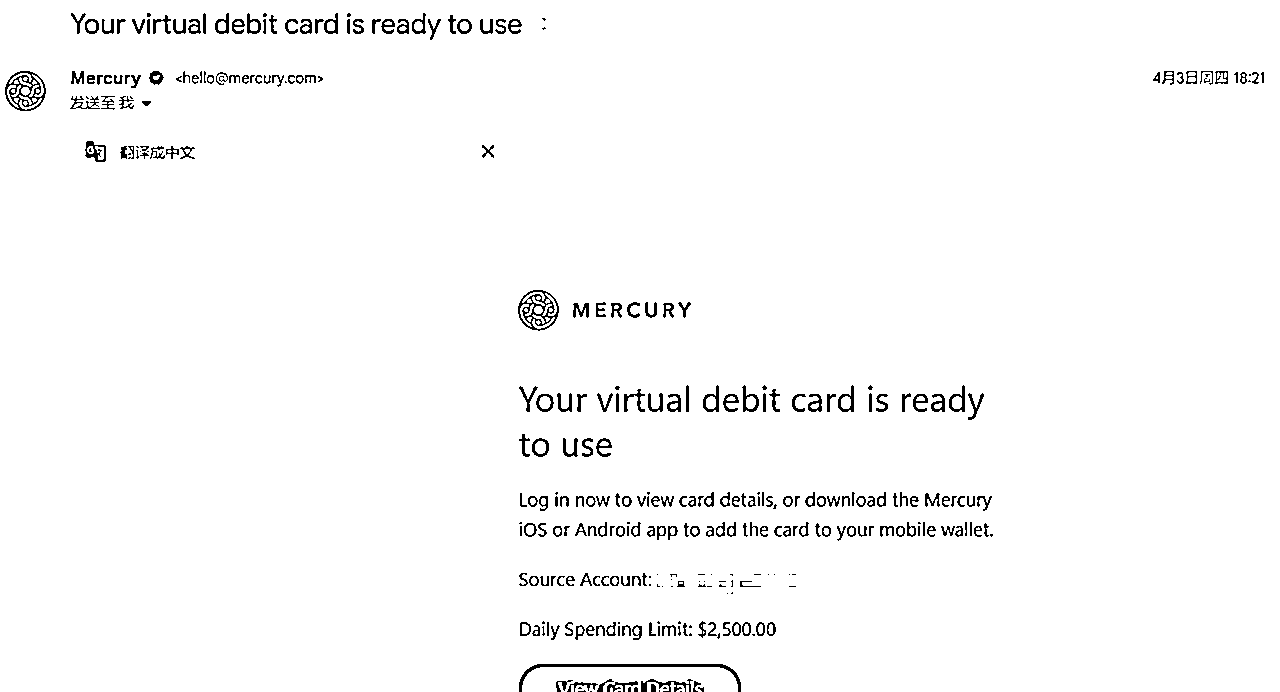 Your virtual debit card is ready to use
Mercury <hello@mercury.com>
4月3日周四 18:21
发送至 我
翻译成中文
MERCURY
Your virtual debit card is ready
to use
Log in now to view card details, or download the Mercury
iOS or Android app to add the card to your mobile wallet.
Source Account:
Daily Spending Limit: $2,500.00
View Card Details